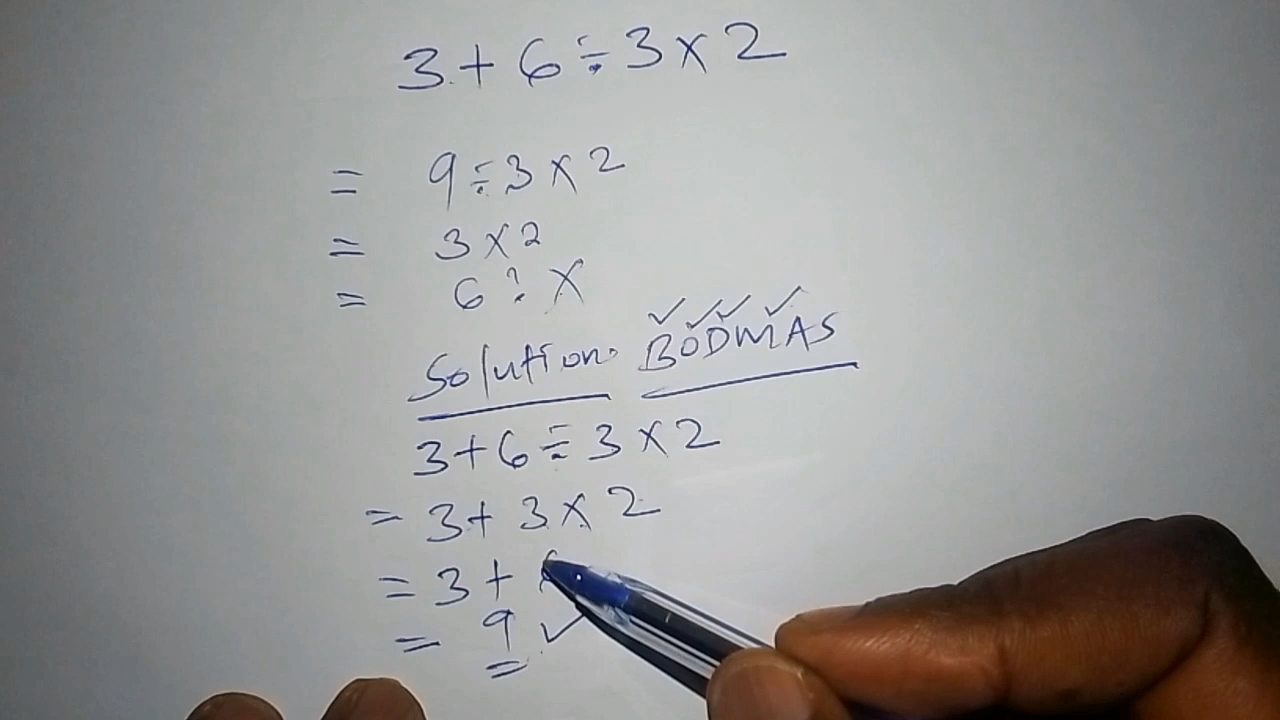 3 + 6 ÷ 3 × 2
= 9 ÷ 3 × 2
= 3 × 2
= 6 ? X
Solution. BODMAS
3 + 6 ÷ 3 × 2
= 3 + 3 × 2
= 3 +
= 9 ✓